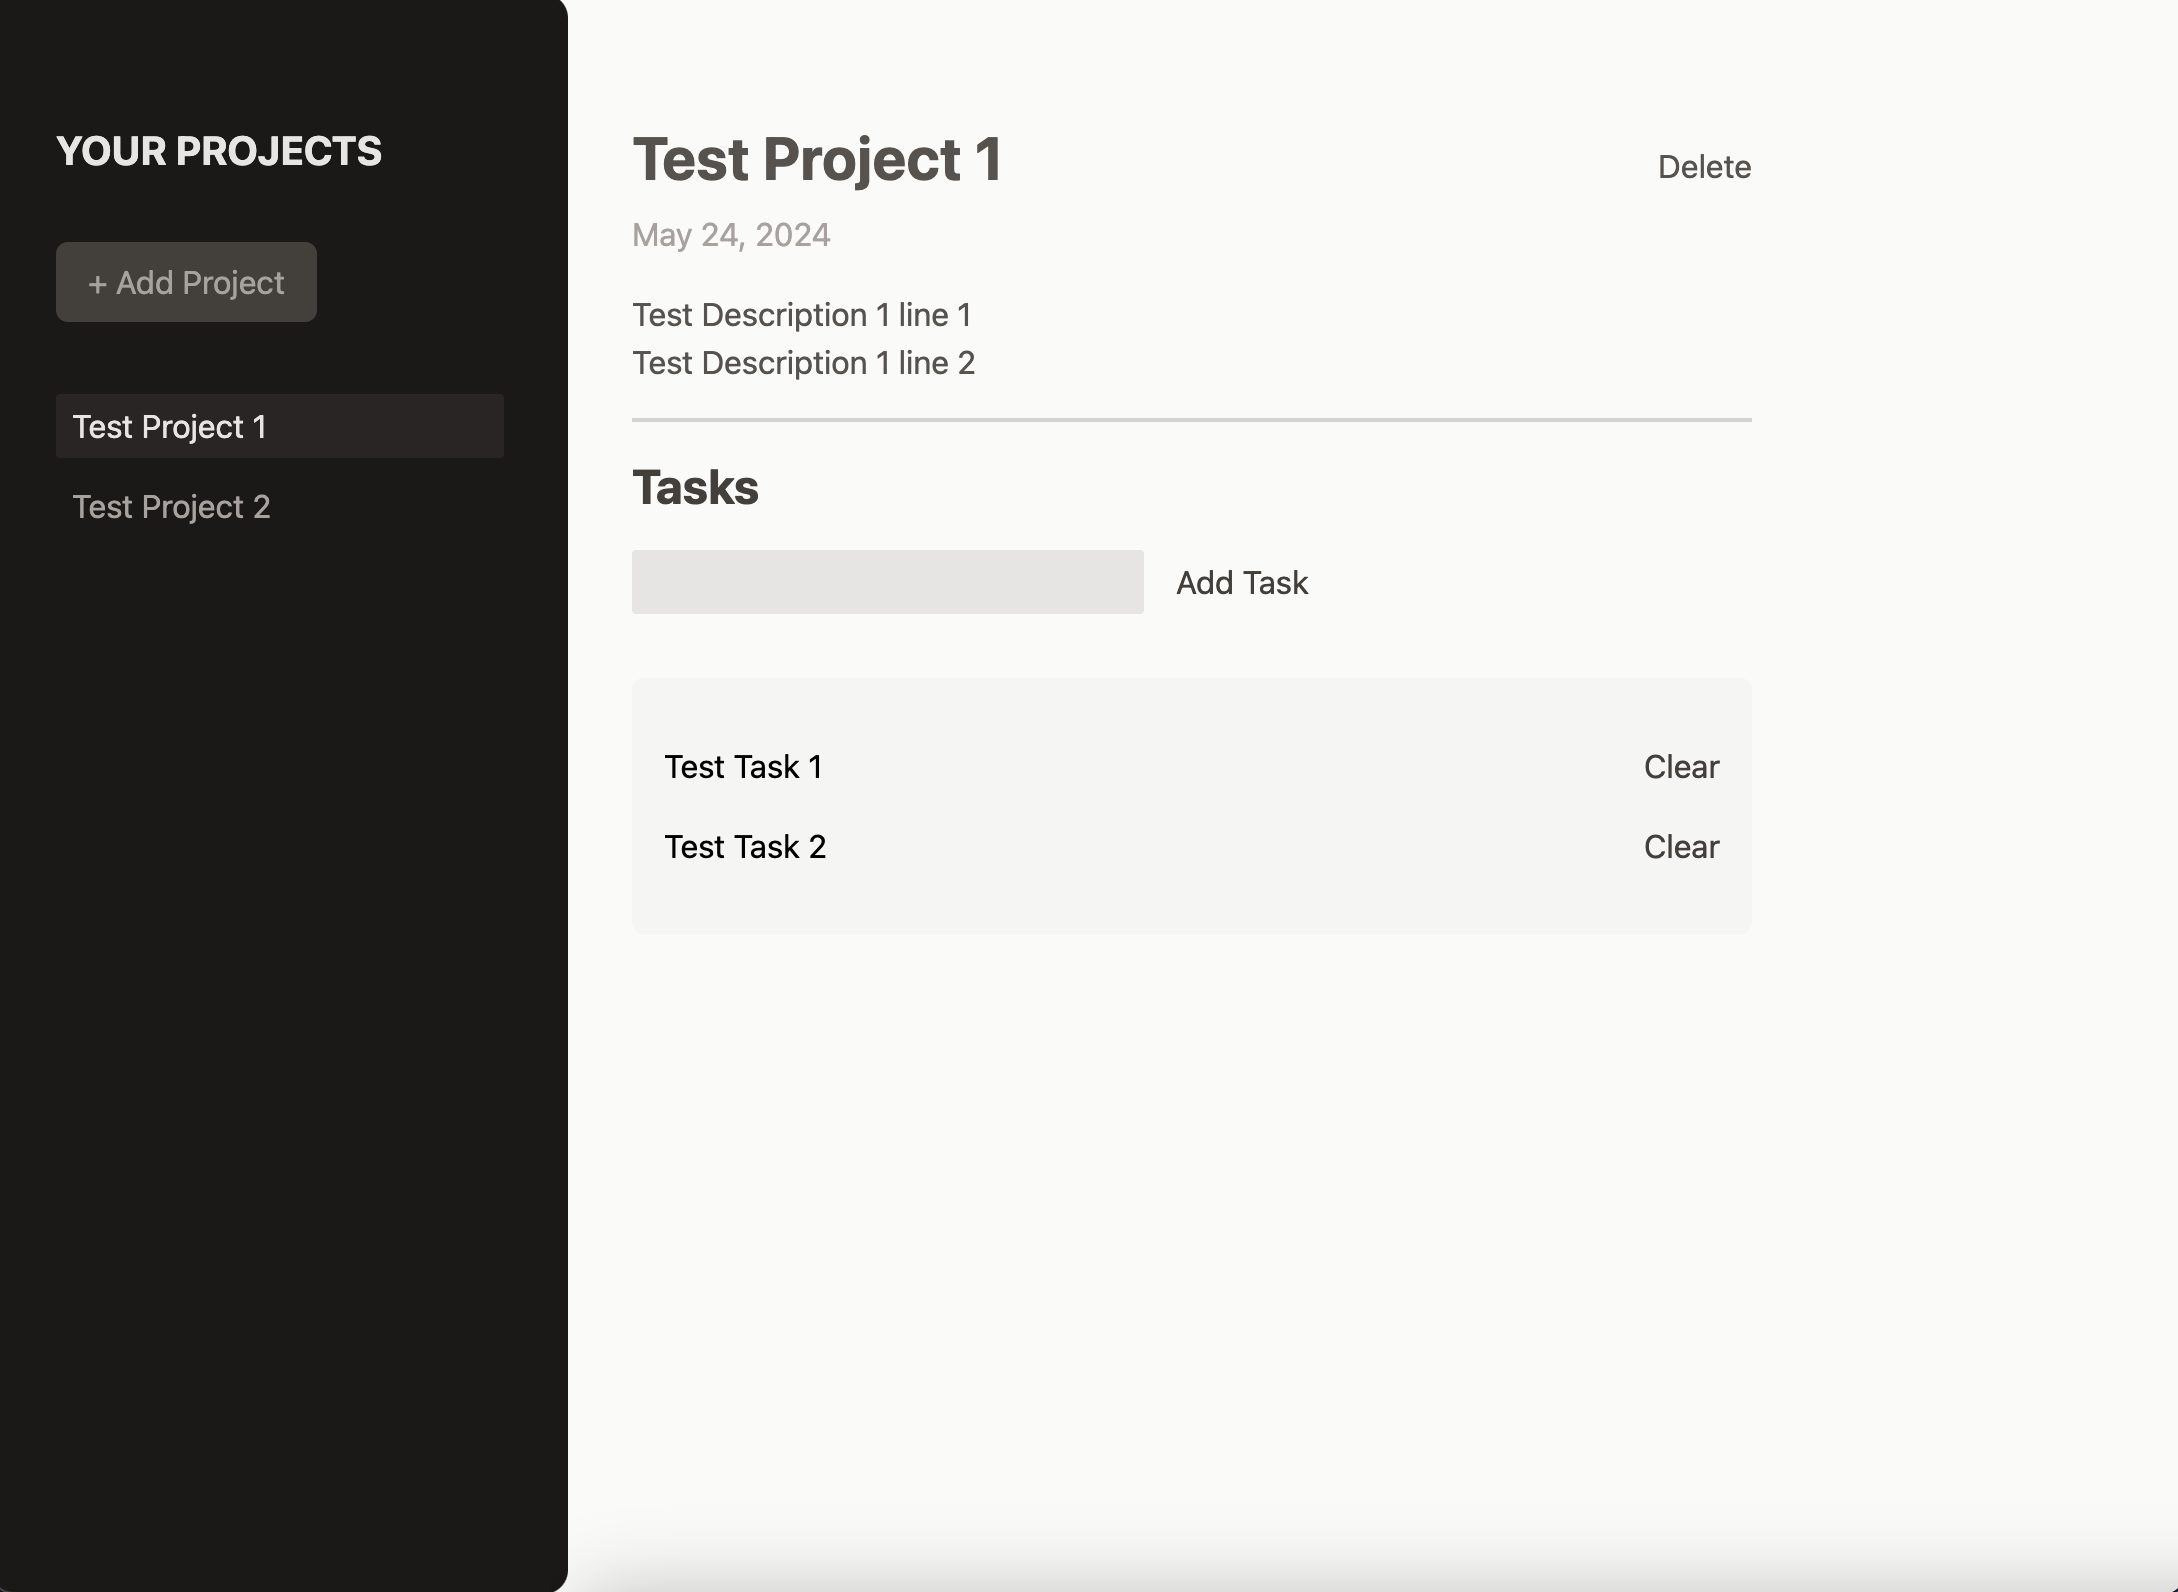 YOUR PROJECTS
+ Add Project
Test Project 1
Test Project 2
Test Project 1
Delete
May 24, 2024
Test Description 1 line 1
Test Description 1 line 2
Tasks
Add Task
Test Task 1
Clear
Test Task 2
Clear